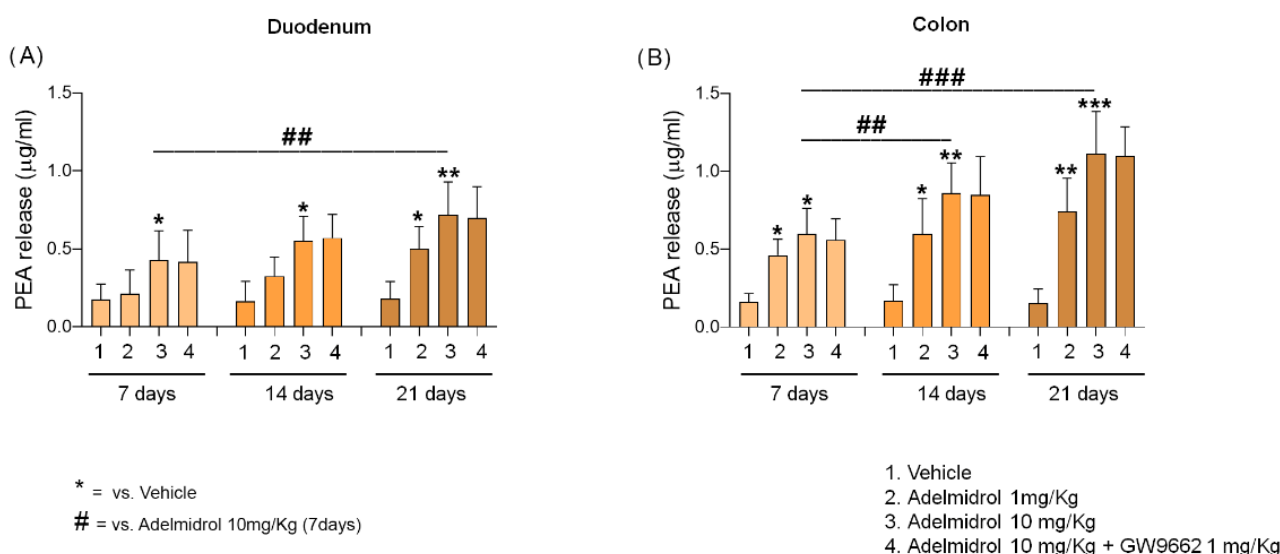 Duodenum
(A)
PEA release (µg/ml)
1.5
1.0
0.5
0.0
##
* * * **
1 2 3 4 1 2 3 4 1 2 3 4
7 days 14 days 21 days
* = vs. Vehicle
# = vs. Adelmidrol 10mg/Kg (7days)
Colon
(B)
PEA release (µg/ml)
1.5
1.0
0.5
0.0
###
##
* * * ** ** ***
1 2 3 4 1 2 3 4 1 2 3 4
7 days 14 days 21 days
1. Vehicle
2. Adelmidrol 1mg/Kg
3. Adelmidrol 10 mg/Kg
4. Adelmidrol 10 mg/Kg + GW9662 1 mg/Kg